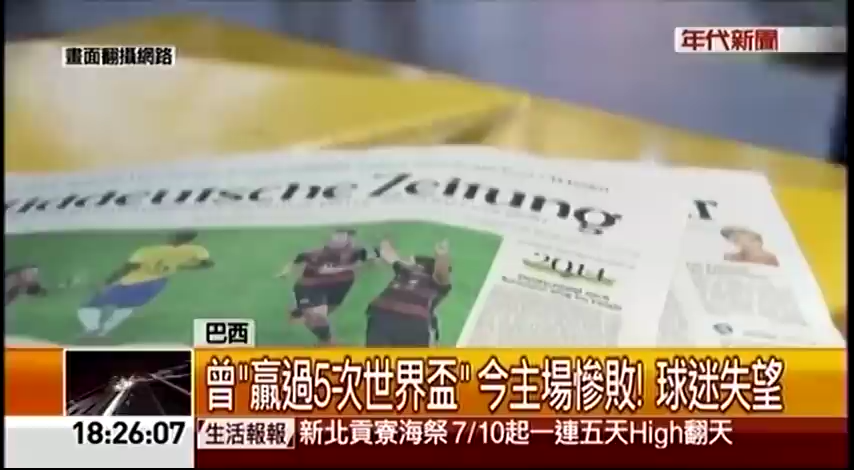 年代新聞
畫面翻攝網路
ddeutsche Zeitung
2014
巴西
曾"贏過5次世界盃"今主場慘敗! 球迷失望
18:26:07
生活報報
新北貢寮海祭7/10起一連五天High翻天